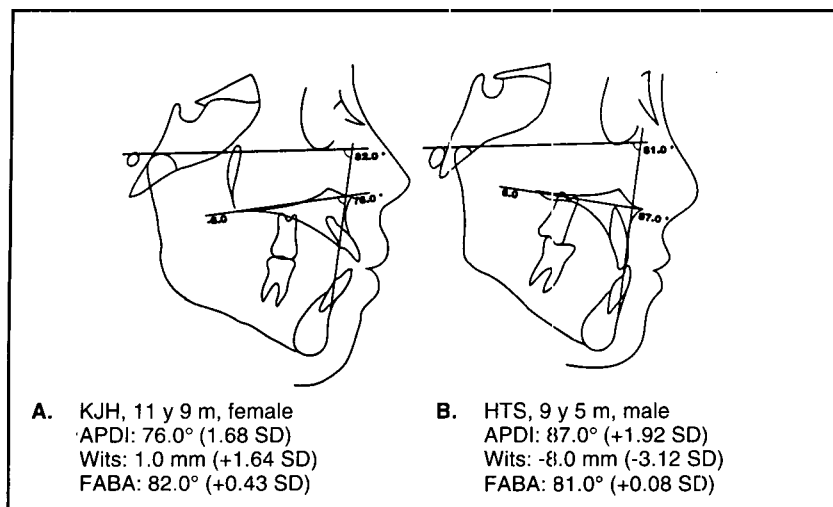 82.0°
76.0°
-6.0
81.0°
87.0°
6.0
A. KJH, 11 y 9 m, female
APDI: 76.0° (1.68 SD)
Wits: 1.0 mm (+1.64 SD)
FABA: 82.0° (+0.43 SD)
B. HTS, 9 y 5 m, male
APDI: 87.0° (+1.92 SD)
Wits: -8.0 mm (-3.12 SD)
FABA: 81.0° (+0.08 SD)